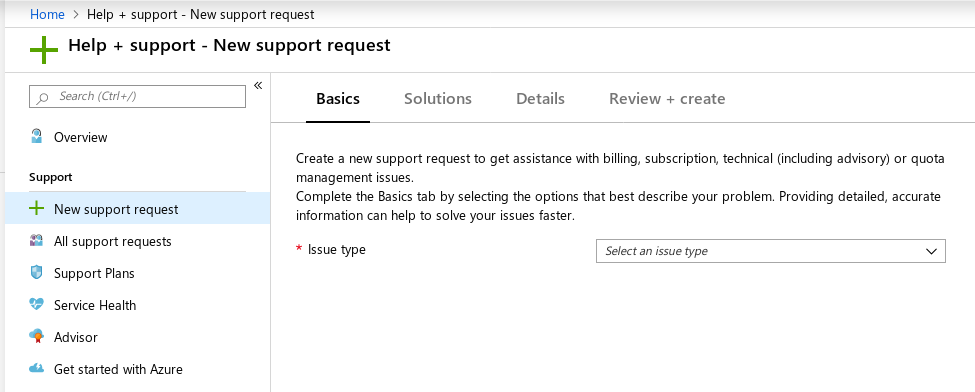 Home > Help + support - New support request
Help + support - New support request
Search (Ctrl+/)
«
Overview
Support
New support request
All support requests
Support Plans
Service Health
Advisor
Get started with Azure
Basics Solutions Details Review + create
Create a new support request to get assistance with billing, subscription, technical (including advisory) or quota
management issues.
Complete the Basics tab by selecting the options that best describe your problem. Providing detailed, accurate
information can help to solve your issues faster.
* Issue type Select an issue type